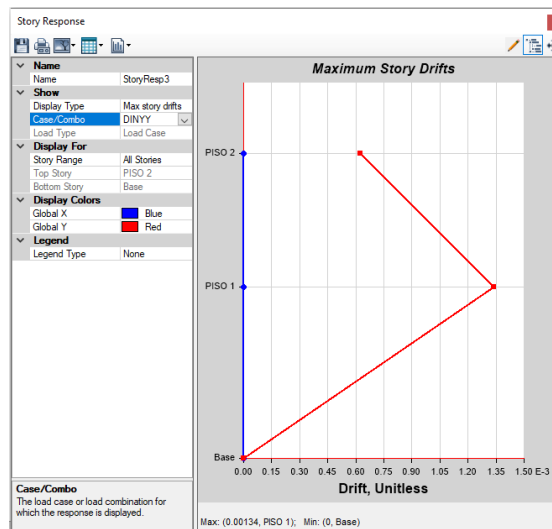 Story Response
Name
Name StoryResp3
Show
Display Type Max story drifts
Case/Combo DINYY
Load Type Load Case
Display For
Story Range All Stories
Top Story PISO 2
Bottom Story Base
Display Colors
Global X Blue
Global Y Red
Legend
Legend Type None
Case/Combo
The load case or load combination for
which the response is displayed.
Maximum Story Drifts
PISO 2
PISO 1
Base
0.00 0.15 0.30 0.45 0.60 0.75 0.90 1.05 1.20 1.35 1.50 E-3
Drift, Unitless
Max: (0.00134, PISO 1); Min: (0, Base)